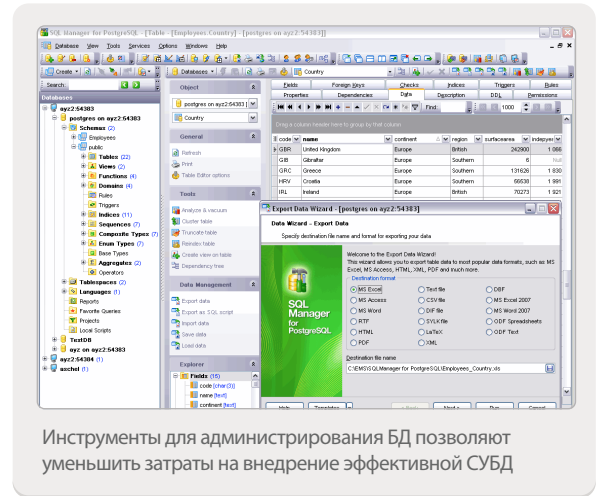 SQL Manager for PostgreSQL - [Table - [Employees.Country] - [postgres on ayz2:54383]]
Database View Tools Services Options Windows Help
Create
Databases
Country
Search:
Databases
ayz2:54383
postgres on ayz2:54383
Schemas (2)
Employees
public
Tables (22)
Views (2)
Functions (4)
Domains (4)
Rules
Triggers
Indices (11)
Sequences (7)
Composite Types (7)
Enum Types (7)
Base Types
Aggregates (2)
Operators
Tablespaces (2)
Languages (1)
Reports
Favorite Queries
Projects
Local Scripts
TextDB
ayz on ayz2:54383
ayz2:54384 (1)
axchel (1)
Object
postgres on ayz2:54383
Country
General
Refresh
Print
Table Editor options
Tools
Analyze & vacuum
Cluster table
Truncate table
Reindex table
Create view on table
Dependency tree
Data Management
Export data
Export as SQL script
Import data
Save data
Load data
Explorer
Fields (15)
code [char(3)]
name [text]
continent [text]
Fields Foreign Keys Checks Indices Triggers Rules
Properties Dependencies Data Description DDL Permissions
Find: 1000
Drag a column header here to group by that column
code name continent region surfacearea indepyear
GBR United Kingdom Europe British 242900 1 066
GIB Gibraltar Europe Southern 6 Null
GRC Greece Europe Southern 131626 1 830
HRV Croatia Europe Southern 56538 1 991
IRL Ireland Europe British 70273 1 921
Export Data Wizard - [postgres on ayz2:54383]
Data Wizard - Export Data
Specify destination file name and format for exporting your data
SQL
Manager
for
PostgreSQL
Welcome to the Export Data Wizard!
This wizard allows you to export table data to most popular data formats, such as MS
Excel, MS Access, HTML, XML, PDF and much more.
Destination format
MS Excel Text file DBF
MS Access CSV file MS Excel 2007
MS Word DIF file MS Word 2007
RTF SYLK file ODF Spreadsheets
HTML LaTeX ODF Text
PDF XML
Destination file name
C:\EMS\SQLManager for PostgreSQL\Employees_Country.xls
Help Templates Next Run Cancel
Инструменты для администрирования БД позволяют
уменьшить затраты на внедрение эффективной СУБД